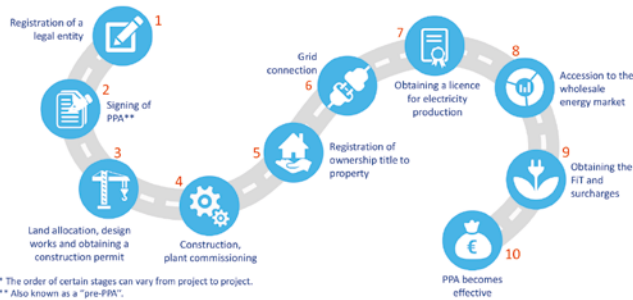 Registration of a
legal entity
1
2
Signing of
PPA**
3
Land allocation, design
works and obtaining a
construction permit
4
Construction,
plant commissioning
5
Registration of
ownership title to
property
Grid
connection
6
7
Obtaining a licence
for electricity
production
8
Accession to the
wholesale
energy market
9
Obtaining the
FiT and
surcharges
€
10
PPA becomes
effective
* The order of certain stages can vary from project to project.
** Also known as a "pre-PPA".